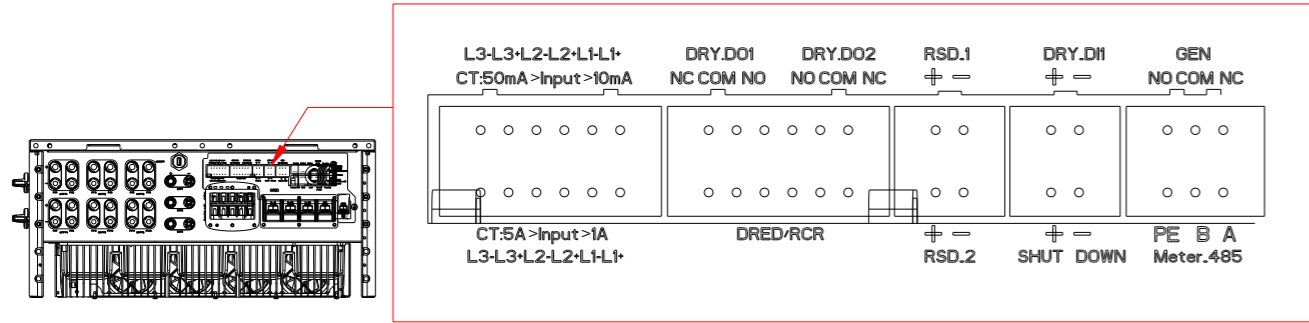 L3-L3+L2-L2+L1-L1+ DRY.DO1 DRY.DO2 RSD.1 DRY.DI1 GEN
CT:50mA>Input>10mA NC COM NO NO COM NC + − + − NO COM NC
CT:5A>Input>1A DRED/RCR + − + − PE B A
L3-L3+L2-L2+L1-L1+ RSD.2 SHUT DOWN Meter.485